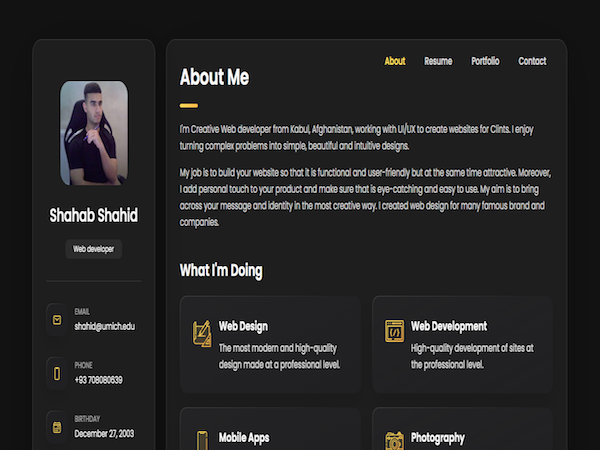 About
Resume
Portfolio
Contact
About Me
I'm Creative Web developer from Kabul, Afghanistan, working with UI/UX to create websites for Clints. I enjoy
turning complex problems into simple, beautiful and intuitive designs.
My job is to build your website so that it is functional and user-friendly but at the same time attractive. Moreover,
I add personal touch to your product and make sure that is eye-catching and easy to use. My aim is to bring
across your message and identity in the most creative way. I created web design for many famous brand and
companies.
Shahab Shahid
Web developer
EMAIL
shahid@umich.edu
PHONE
+93 708080639
BIRTHDAY
December 27, 2003
What I'm Doing
Web Design
The most modern and high-quality
design made at a professional level.
Web Development
High-quality development of sites at
the professional level.
Mobile Apps
Photography